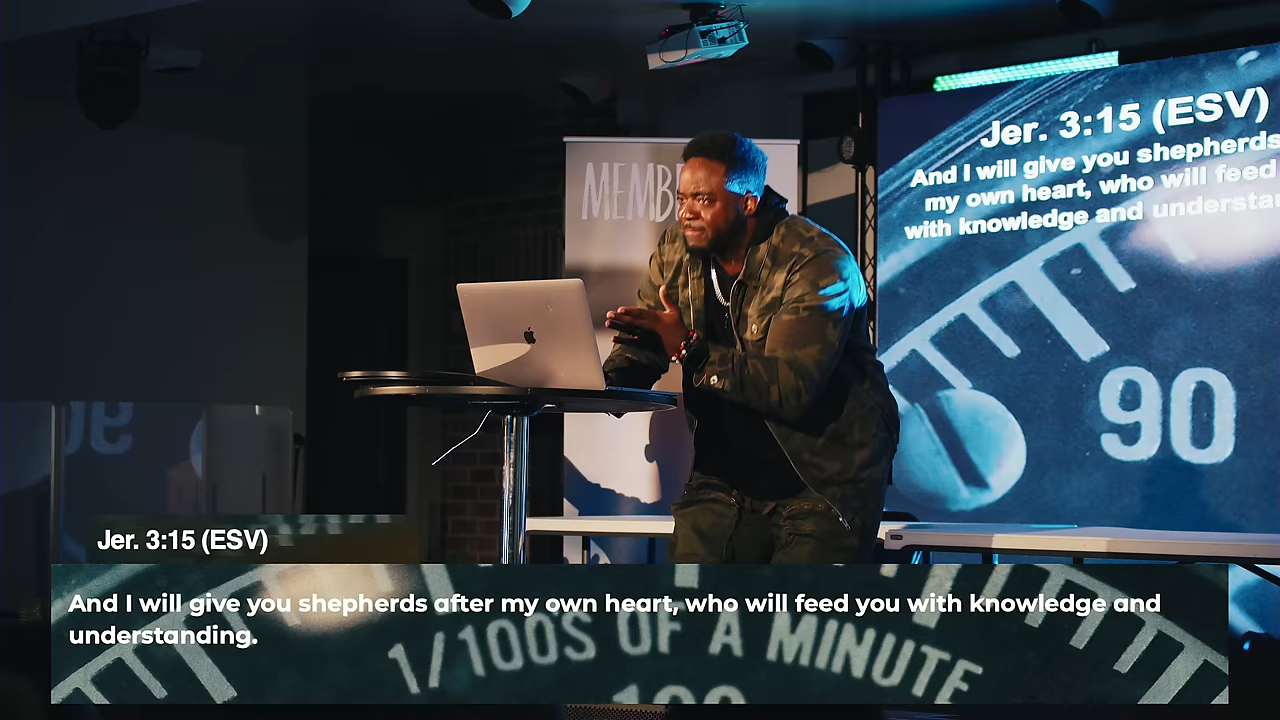 Jer. 3:15 (ESV)
And I will give you shepherds
my own heart, who will feed
with knowledge and understa
90
MEMB
Jer. 3:15 (ESV)
And I will give you shepherds after my own heart, who will feed you with knowledge and
understanding.
1/100S OF A MINUTE
100